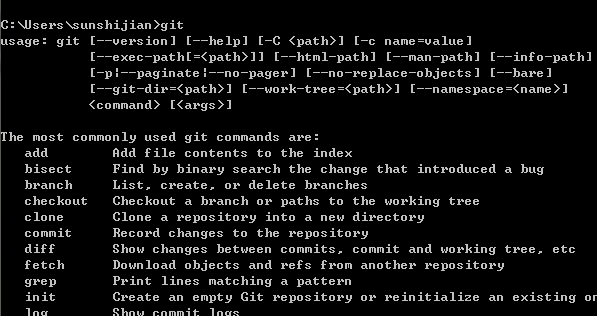 C:\Users\sunshijian>git
usage: git [--version] [--help] [-C <path>] [-c name=value]
           [--exec-path[=<path>]] [--html-path] [--man-path] [--info-path]
           [-p¦--paginate¦--no-pager] [--no-replace-objects] [--bare]
           [--git-dir=<path>] [--work-tree=<path>] [--namespace=<name>]
           <command> [<args>]
The most commonly used git commands are:
   add        Add file contents to the index
   bisect     Find by binary search the change that introduced a bug
   branch     List, create, or delete branches
   checkout   Checkout a branch or paths to the working tree
   clone      Clone a repository into a new directory
   commit     Record changes to the repository
   diff       Show changes between commits, commit and working tree, etc
   fetch      Download objects and refs from another repository
   grep       Print lines matching a pattern
   init       Create an empty Git repository or reinitialize an existing on
   log        Show commit logs